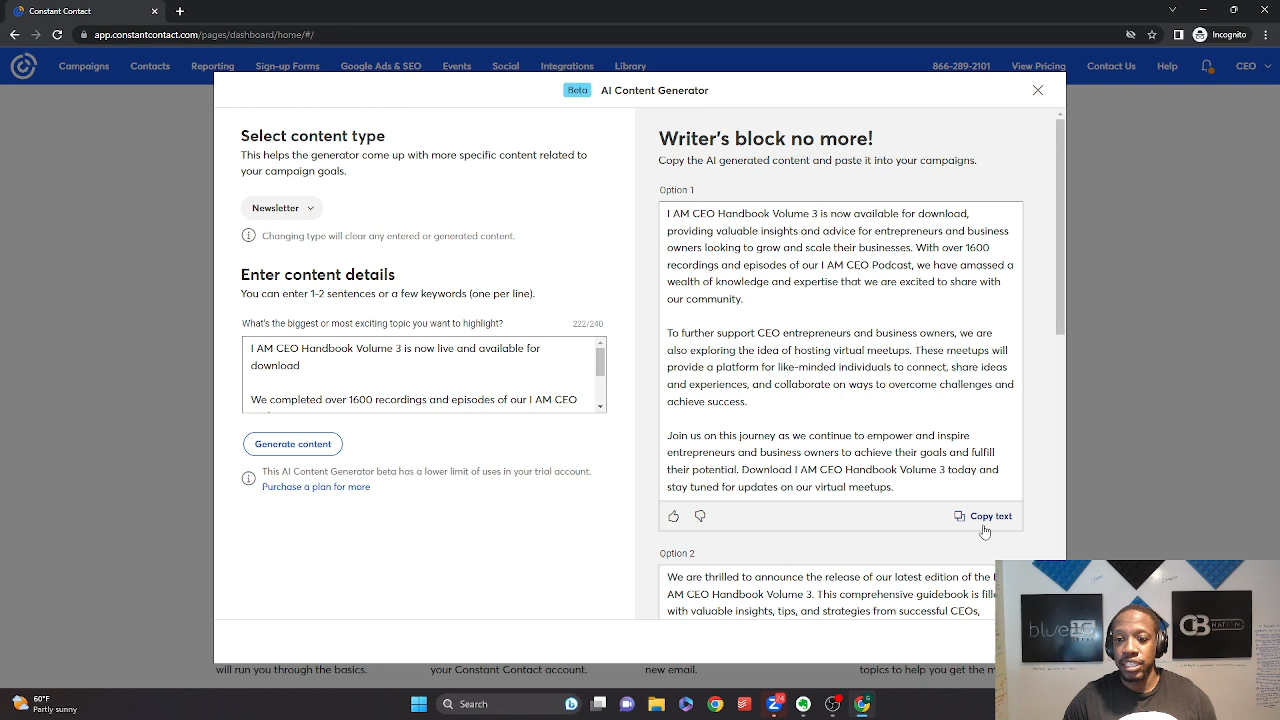 Constant Contact
app.constantcontact.com/pages/dashboard/home/#/
Incognito
Campaigns Contacts Reporting Sign-up Forms Google Ads & SEO Events Social Integrations Library 866-289-2101 View Pricing Contact Us Help CEO
Beta AI Content Generator
Select content type
This helps the generator come up with more specific content related to
your campaign goals.
Newsletter
Changing type will clear any entered or generated content.
Enter content details
You can enter 1-2 sentences or a few keywords (one per line).
What's the biggest or most exciting topic you want to highlight? 222/240
I AM CEO Handbook Volume 3 is now live and available for
download
We completed over 1600 recordings and episodes of our I AM CEO
Generate content
This AI Content Generator beta has a lower limit of uses in your trial account.
Purchase a plan for more
Writer's block no more!
Copy the AI generated content and paste it into your campaigns.
Option 1
I AM CEO Handbook Volume 3 is now available for download,
providing valuable insights and advice for entrepreneurs and business
owners looking to grow and scale their businesses. With over 1600
recordings and episodes of our I AM CEO Podcast, we have amassed a
wealth of knowledge and expertise that we are excited to share with
our community.
To further support CEO entrepreneurs and business owners, we are
also exploring the idea of hosting virtual meetups. These meetups will
provide a platform for like-minded individuals to connect, share ideas
and experiences, and collaborate on ways to overcome challenges and
achieve success.
Join us on this journey as we continue to empower and inspire
entrepreneurs and business owners to achieve their goals and fulfill
their potential. Download I AM CEO Handbook Volume 3 today and
stay tuned for updates on our virtual meetups.
Copy text
Option 2
We are thrilled to announce the release of our latest edition of the
AM CEO Handbook Volume 3. This comprehensive guidebook is fille
with valuable insights, tips, and strategies from successful CEOs,
will run you through the basics.
your Constant Contact account.
new email.
topics to help you get the m
blue16
CB NATION
60°F
Partly sunny
Search
24